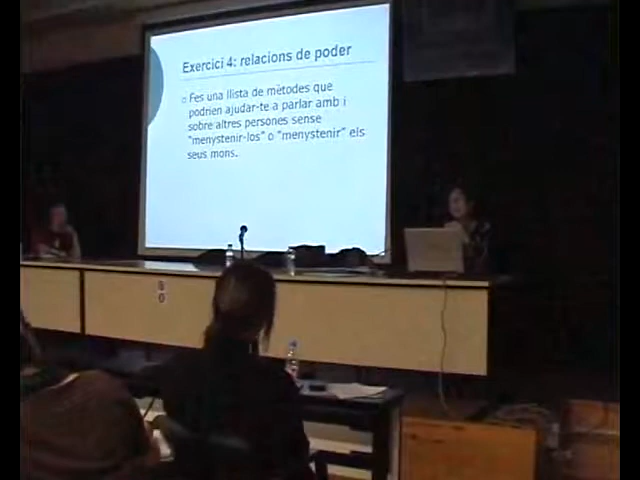 Exercici 4: relacions de poder
Fes una llista de mètodes que
podrien ajudar-te a parlar amb i
sobre altres persones sense
"menystenir-los" o "menystenir" els
seus mons.